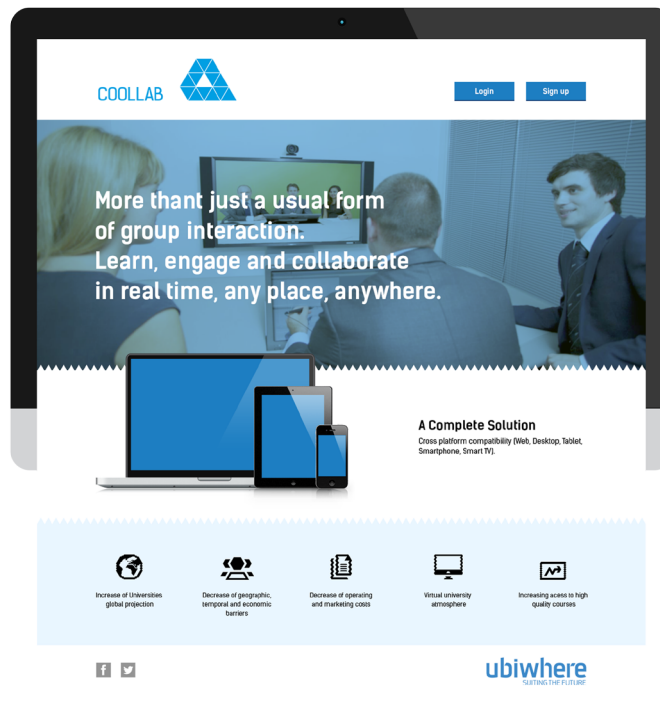 COOLLAB
Login
Sign up
More thant just a usual form
of group interaction.
Learn, engage and collaborate
in real time, any place, anywhere.
A Complete Solution
Cross platform compatibility (Web, Desktop, Tablet,
Smartphone, Smart TV).
Increase of Universities
global projection
Decrease of geographic,
temporal and economic
barriers
Decrease of operating
and marketing costs
Virtual university
atmosphere
Increasing acess to high
quality courses
ubiwhere
SUITING THE FUTURE